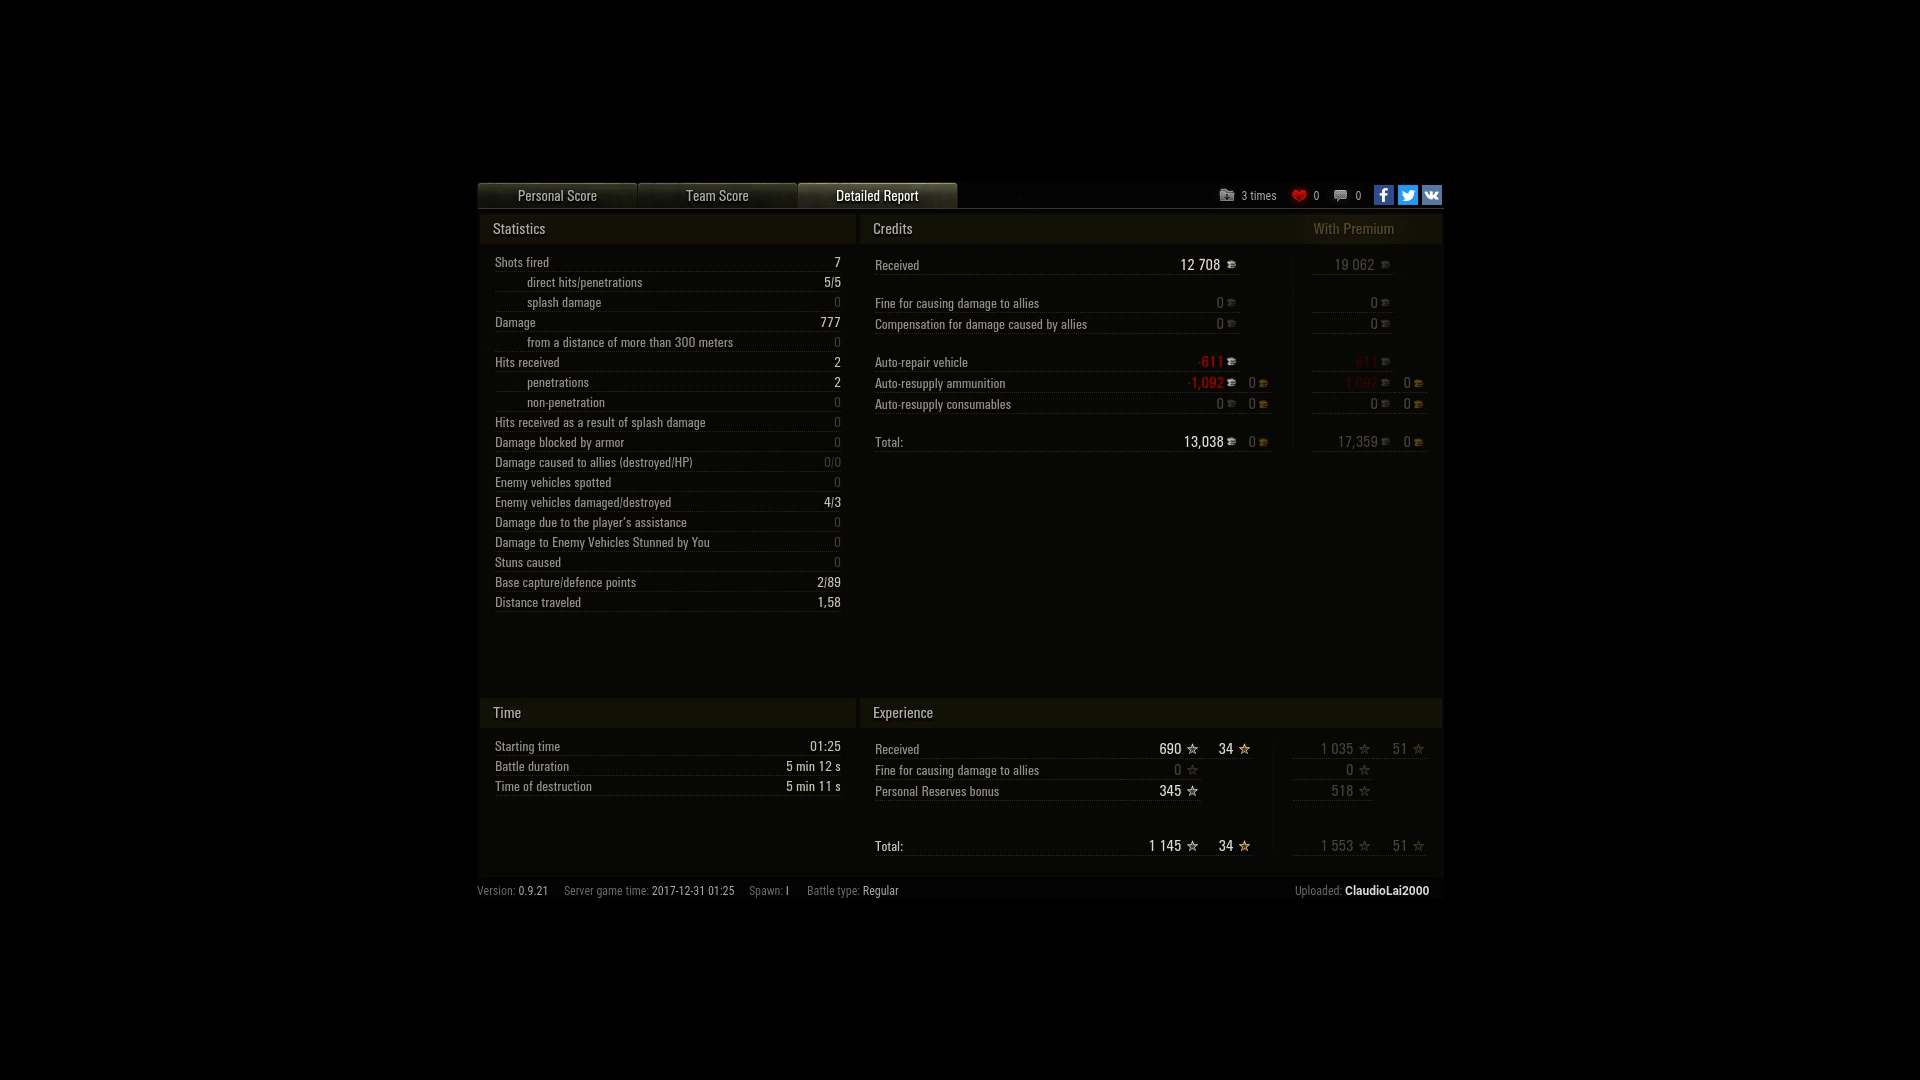 Personal Score Team Score Detailed Report 3 times 0 0
Statistics
Shots fired 7
direct hits/penetrations 5/5
splash damage 0
Damage 777
from a distance of more than 300 meters 0
Hits received 2
penetrations 2
non-penetration 0
Hits received as a result of splash damage 0
Damage blocked by armor 0
Damage caused to allies (destroyed/HP) 0/0
Enemy vehicles spotted 0
Enemy vehicles damaged/destroyed 4/3
Damage due to the player's assistance 0
Damage to Enemy Vehicles Stunned by You 0
Stuns caused 0
Base capture/defence points 2/89
Distance traveled 1,58
Credits With Premium
Received 12 708 19 062
Fine for causing damage to allies 0 0
Compensation for damage caused by allies 0 0
Auto-repair vehicle -611 -611
Auto-resupply ammunition -1,092 0 -1,092 0
Auto-resupply consumables 0 0 0 0
Total: 13,038 0 17,359 0
Time
Starting time 01:25
Battle duration 5 min 12 s
Time of destruction 5 min 11 s
Experience
Received 690 34 1 035 51
Fine for causing damage to allies 0 0
Personal Reserves bonus 345 518
Total: 1 145 34 1 553 51
Version: 0.9.21 Server game time: 2017-12-31 01:25 Spawn: I Battle type: Regular Uploaded: ClaudioLai2000